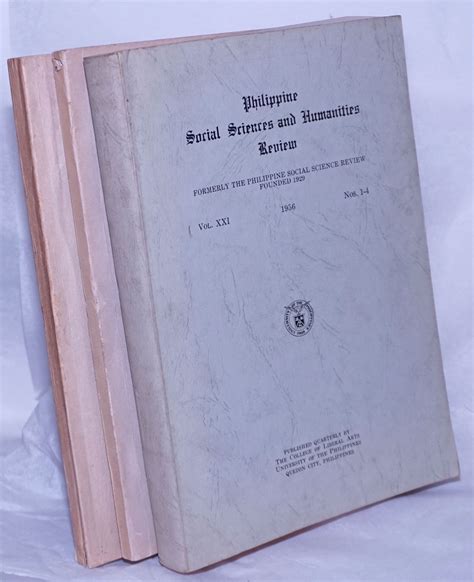 Philippine
Social Sciences and Humanities
Review
FORMERLY THE PHILIPPINE SOCIAL SCIENCE REVIEW
FOUNDED 1929
VOL. XXI 1956 NOS. 1-4
PUBLISHED QUARTERLY BY
THE COLLEGE OF LIBERAL ARTS
UNIVERSITY OF THE PHILIPPINES
QUEZON CITY, PHILIPPINES